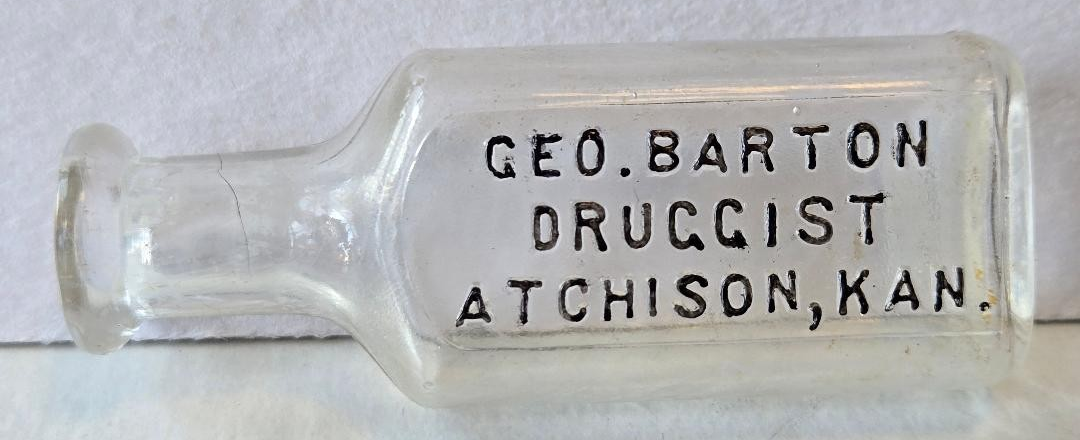 GEO. BARTON
DRUGGIST
ATCHISON, KAN.